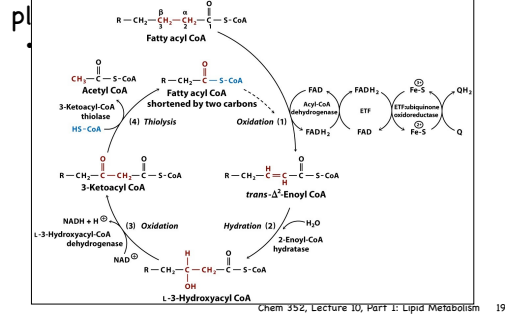 pl
•
O
β α ||
R — CH₂ — CH₂ — CH₂ — C — S-CoA
3 2 1
Fatty acyl CoA
O
||
CH₃ — C — S-CoA
Acetyl CoA
O
||
R — CH₂ — C — S-CoA
Fatty acyl CoA
shortened by two carbons
3-Ketoacyl-CoA
thiolase
HS-CoA
(4) Thiolysis
Oxidation (1)
FAD
Acyl-CoA
dehydrogenase
FADH₂
FADH₂
ETF
FAD
3+
Fe-S
ETF:ubiquinone
oxidoreductase
2+
Fe-S
QH₂
Q
O O
|| ||
R — CH₂ — C — CH₂ — C — S-CoA
3-Ketoacyl CoA
H O
| ||
R — CH₂ — C = C — C — S-CoA
|
H
trans-Δ²-Enoyl CoA
NADH + H⊕
(3) Oxidation
L-3-Hydroxyacyl-CoA
dehydrogenase
NAD⊕
Hydration (2)
H₂O
2-Enoyl-CoA
hydratase
H O
| ||
R — CH₂ — C — CH₂ — C — S-CoA
|
OH
L-3-Hydroxyacyl CoA
Chem 352, Lecture 10, Part I: Lipid Metabolism 19